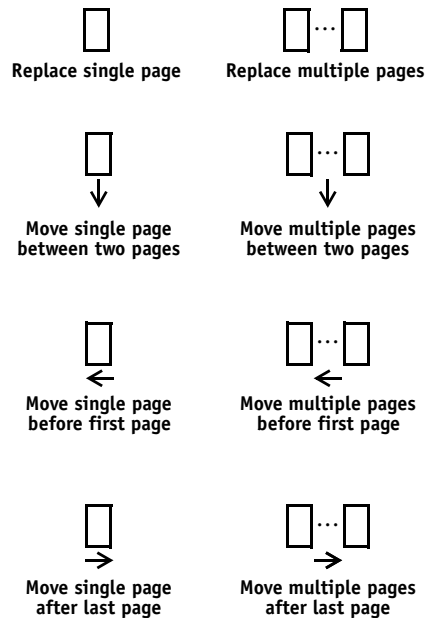 ...
Replace single page
Replace multiple pages
...
Move single page
between two pages
Move multiple pages
between two pages
...
Move single page
before first page
Move multiple pages
before first page
...
Move single page
after last page
Move multiple pages
after last page